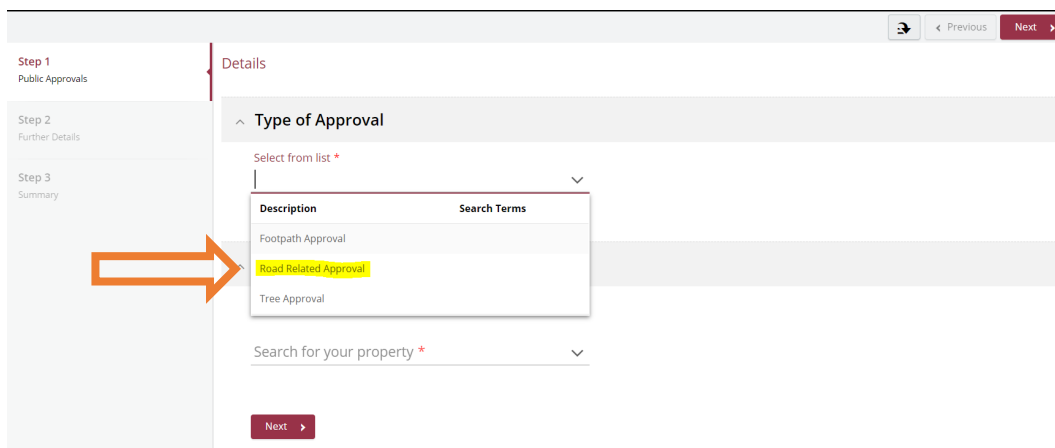 Previous
Next
Step 1
Public Approvals
Details
Step 2
Further Details
Type of Approval
Select from list *
Step 3
Summary
Description Search Terms
Footpath Approval
Road Related Approval
Tree Approval
Search for your property *
Next